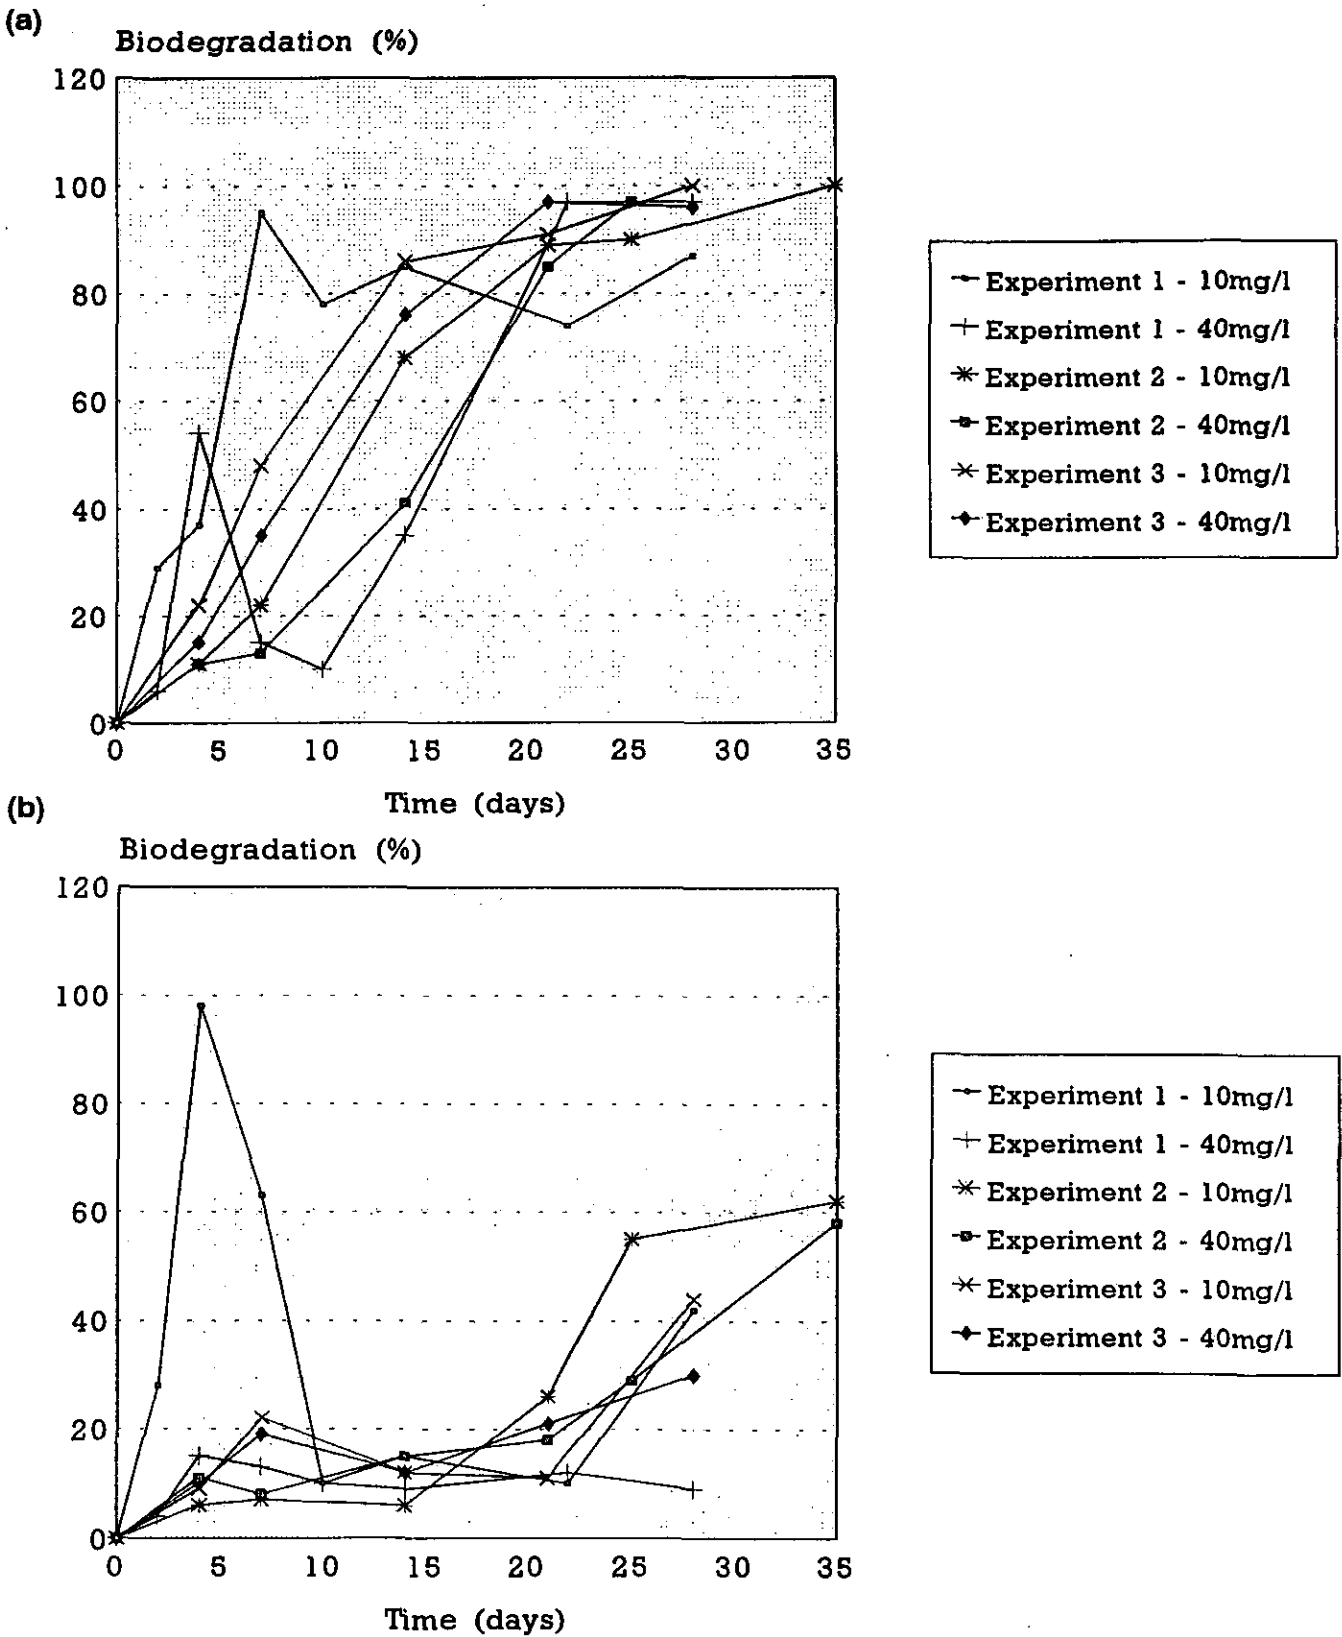 (a)
Biodegradation (%)
120
100
80
60
40
20
0
0 5 10 15 20 25 30 35
Time (days)
Experiment 1 - 10mg/l
Experiment 1 - 40mg/l
Experiment 2 - 10mg/l
Experiment 2 - 40mg/l
Experiment 3 - 10mg/l
Experiment 3 - 40mg/l
(b)
Biodegradation (%)
120
100
80
60
40
20
0
0 5 10 15 20 25 30 35
Time (days)
Experiment 1 - 10mg/l
Experiment 1 - 40mg/l
Experiment 2 - 10mg/l
Experiment 2 - 40mg/l
Experiment 3 - 10mg/l
Experiment 3 - 40mg/l